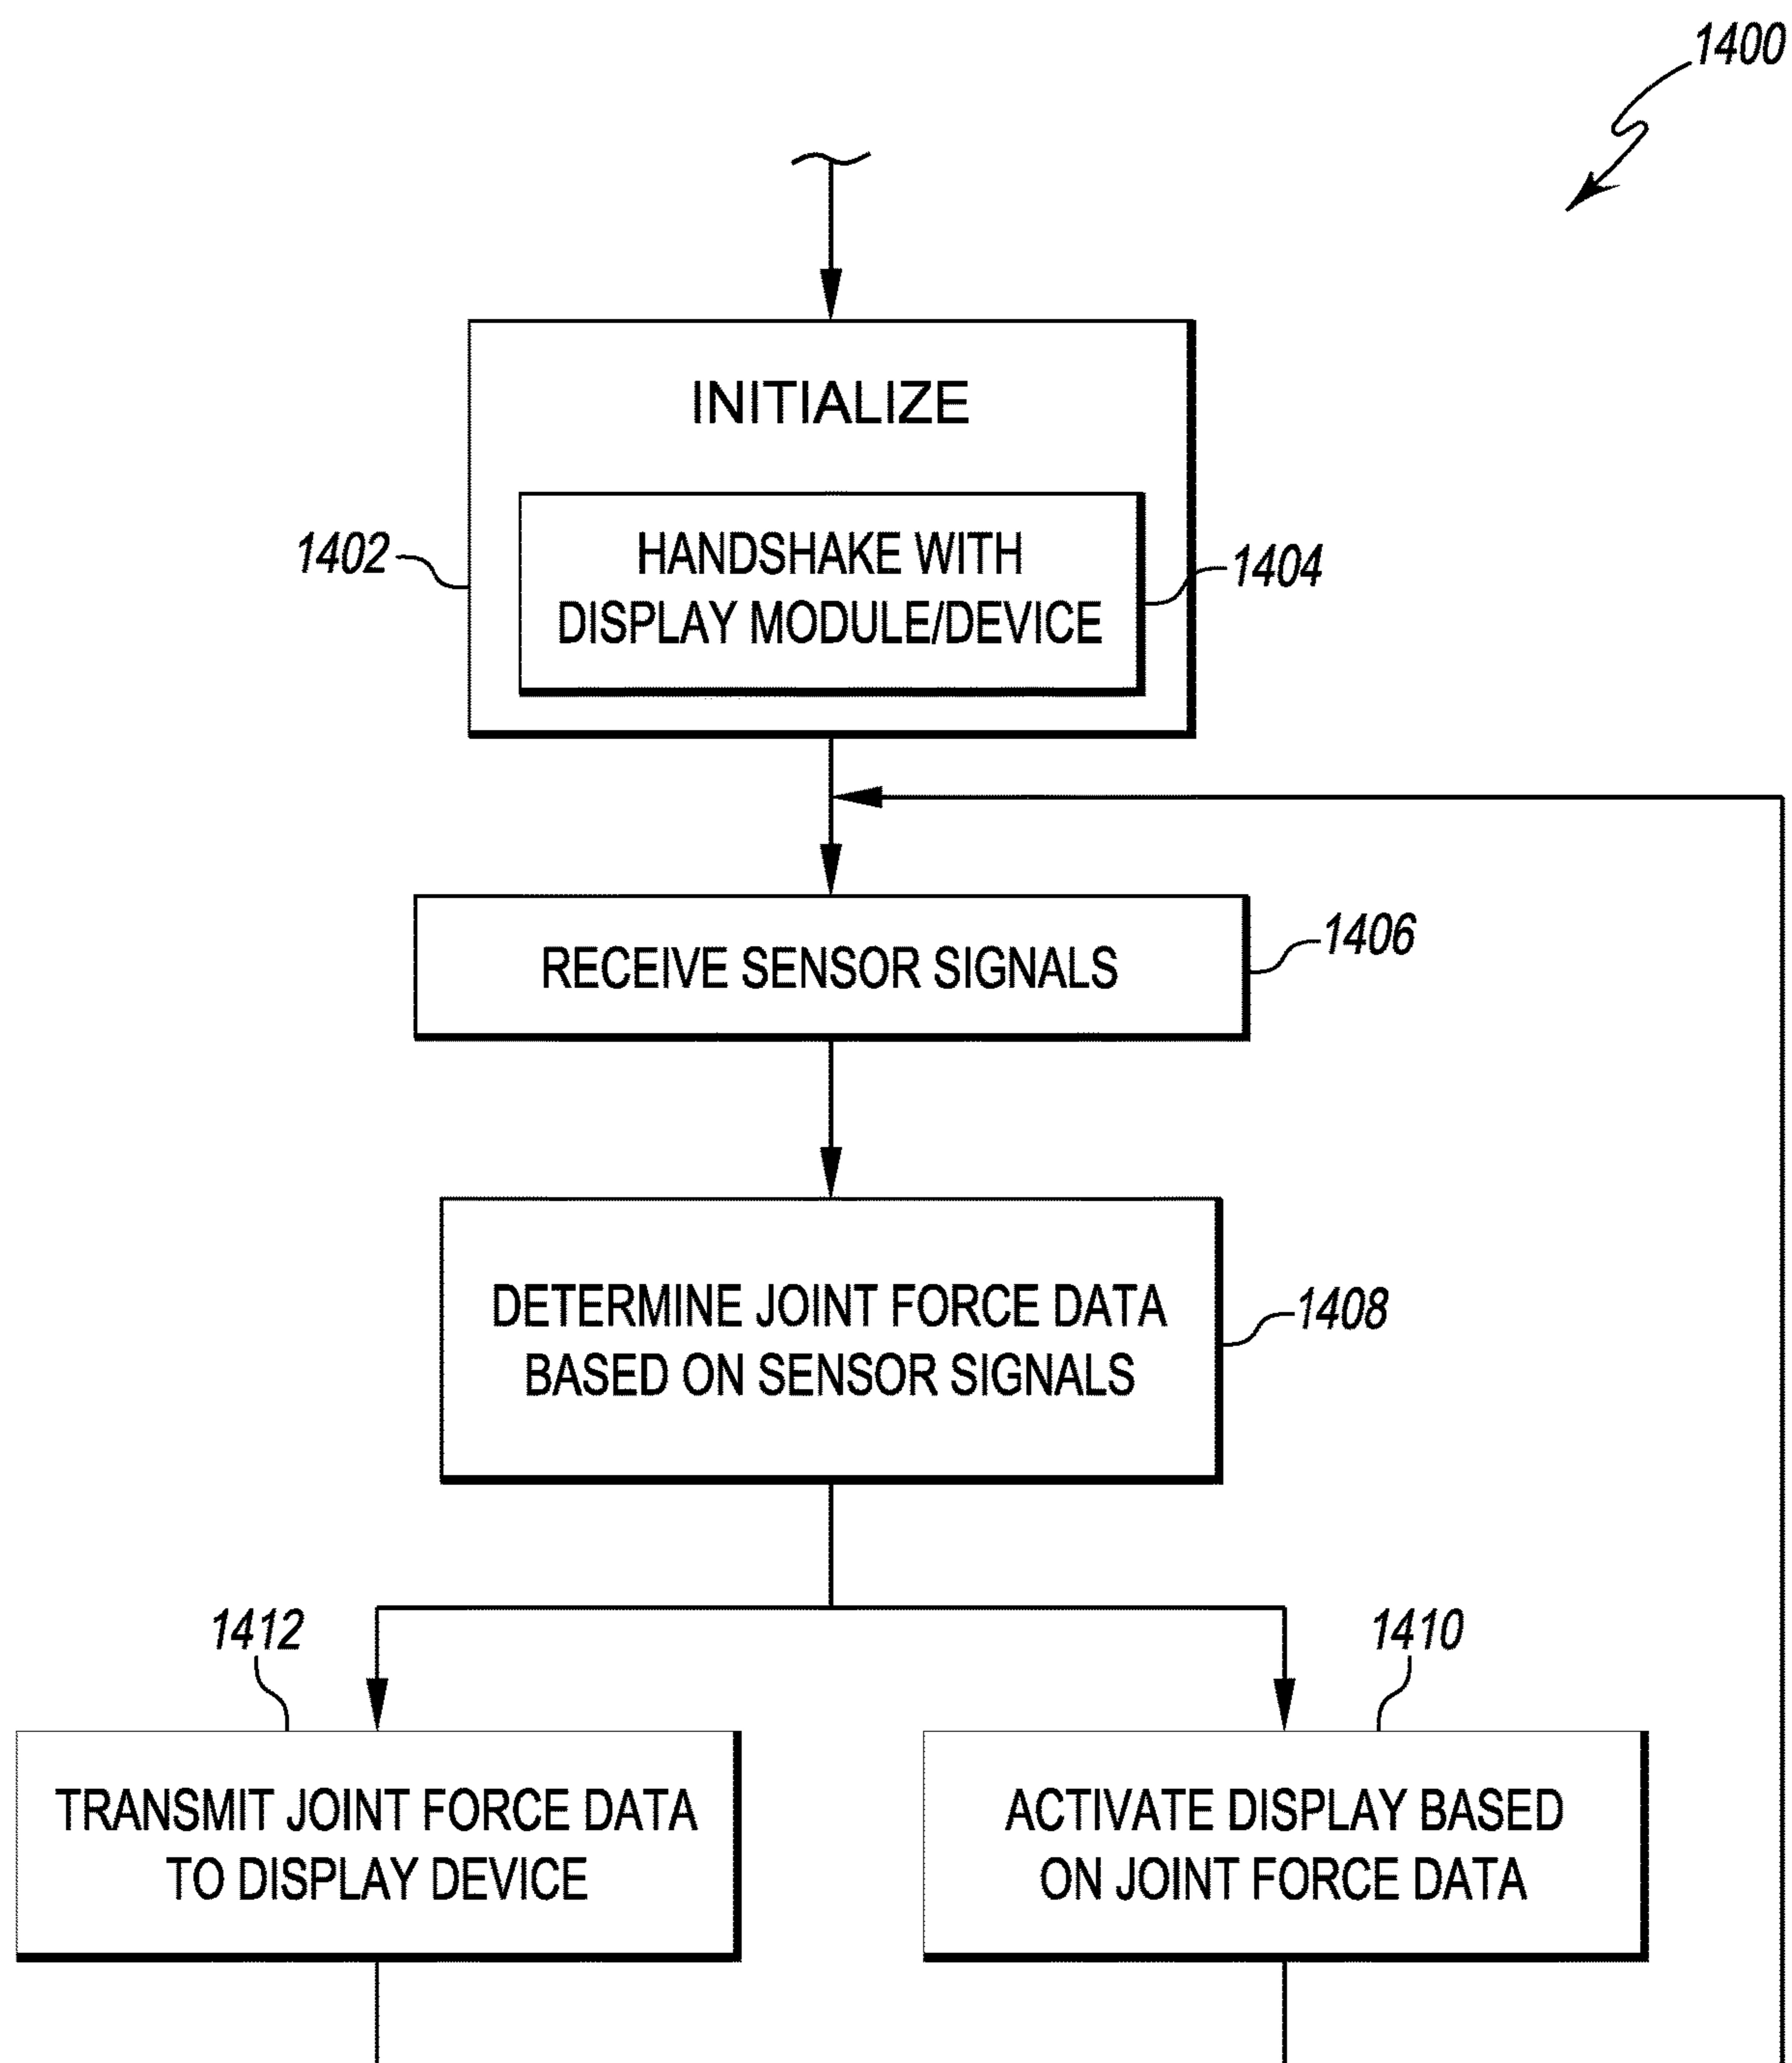 1400
INITIALIZE
HANDSHAKE WITH
DISPLAY MODULE/DEVICE
1402
1404
RECEIVE SENSOR SIGNALS
1406
DETERMINE JOINT FORCE DATA
BASED ON SENSOR SIGNALS
1408
1412
1410
TRANSMIT JOINT FORCE DATA
TO DISPLAY DEVICE
ACTIVATE DISPLAY BASED
ON JOINT FORCE DATA